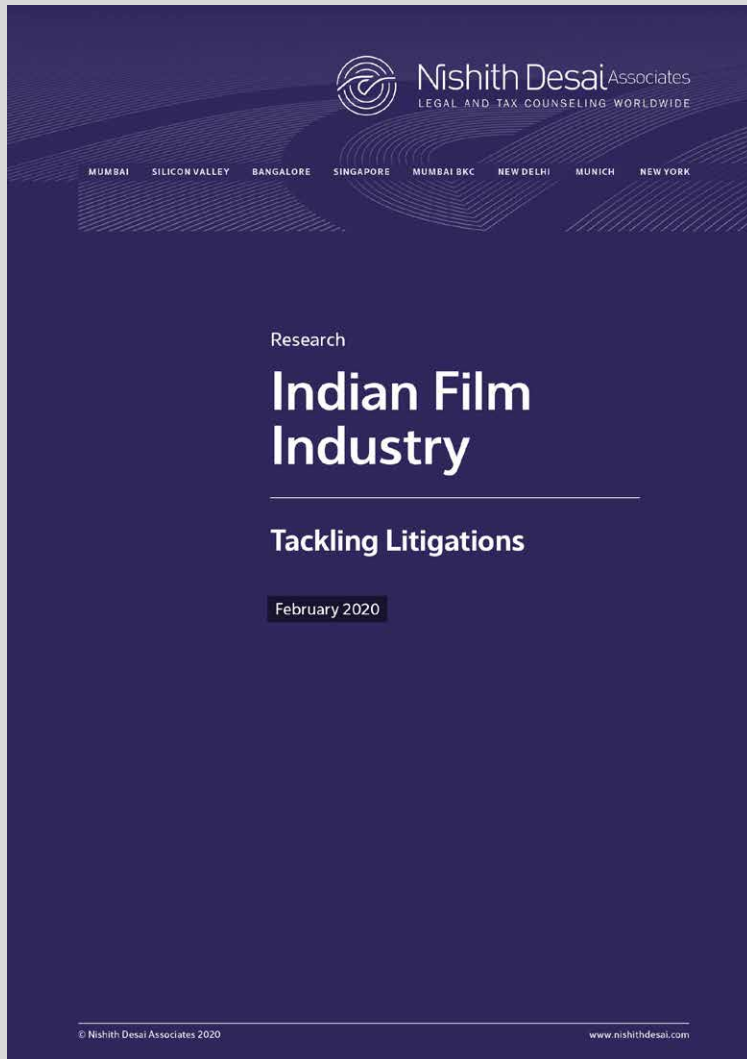 Nishith Desai Associates
LEGAL AND TAX COUNSELING WORLDWIDE
MUMBAI SILICON VALLEY BANGALORE SINGAPORE MUMBAI BKC NEW DELHI MUNICH NEW YORK
Research
Indian Film
Industry
Tackling Litigations
February 2020
© Nishith Desai Associates 2020 www.nishithdesai.com